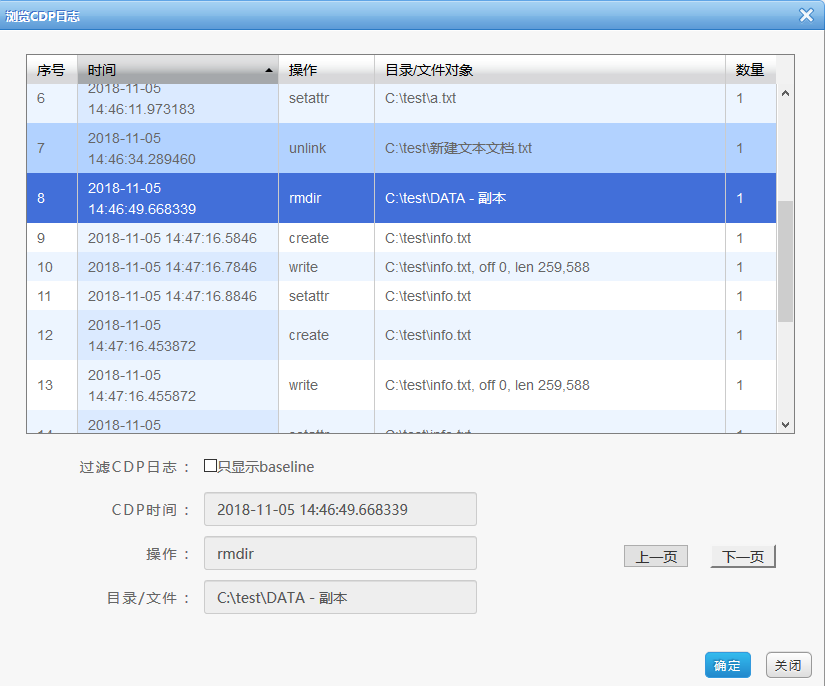 浏览CDP日志
序号 时间 操作 目录/文件对象 数量
2018-11-05
6 14:46:11.973183 setattr C:\test\a.txt 1
2018-11-05
7 14:46:34.289460 unlink C:\test\新建文本文档.txt 1
2018-11-05
8 14:46:49.668339 rmdir C:\test\DATA - 副本 1
9 2018-11-05 14:47:16.5846 create C:\test\info.txt 1
10 2018-11-05 14:47:16.7846 write C:\test\info.txt, off 0, len 259,588 1
11 2018-11-05 14:47:16.8846 setattr C:\test\info.txt 1
2018-11-05
12 14:47:16.453872 create C:\test\info.txt 1
2018-11-05
13 14:47:16.455872 write C:\test\info.txt, off 0, len 259,588 1
2018-11-05
过滤CDP日志： 只显示baseline
CDP时间： 2018-11-05 14:46:49.668339
操作： rmdir
上一页 下一页
目录/文件： C:\test\DATA - 副本
确定 关闭